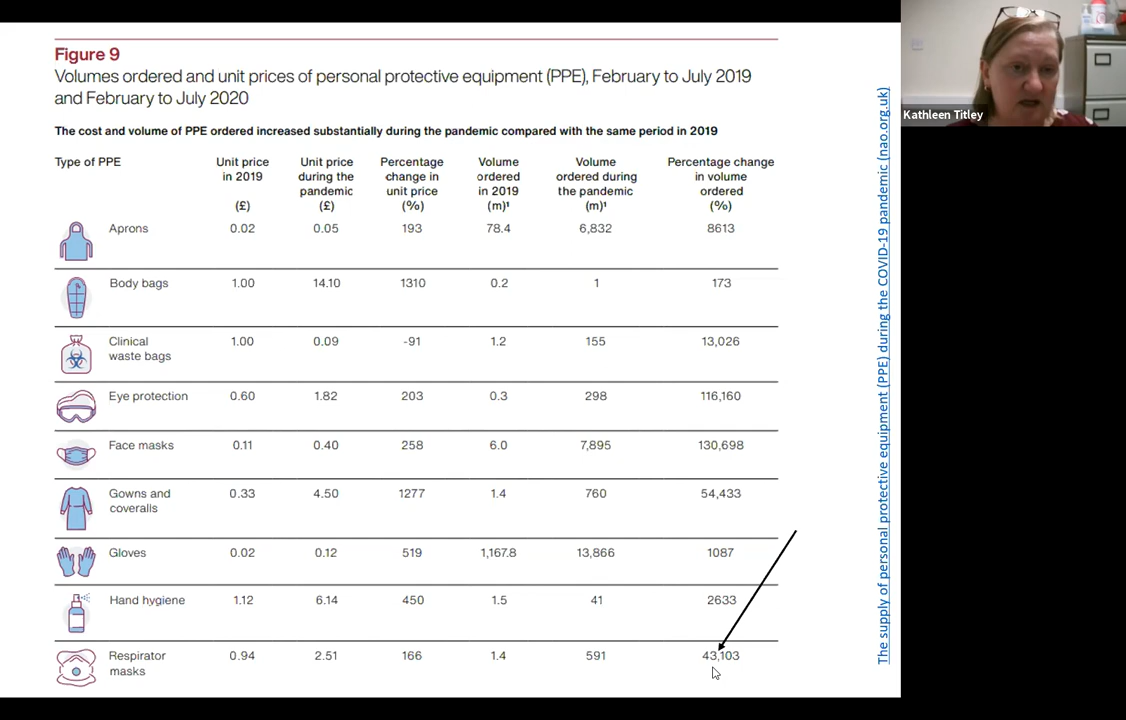 Figure 9
Volumes ordered and unit prices of personal protective equipment (PPE), February to July 2019
and February to July 2020
The cost and volume of PPE ordered increased substantially during the pandemic compared with the same period in 2019
Type of PPE
Unit price
in 2019
(£)
Unit price
during the
pandemic
(£)
Percentage
change in
unit price
(%)
Volume
ordered
in 2019
(m)¹
Volume
ordered during
the pandemic
(m)¹
Percentage change
in volume
ordered
(%)
Aprons 0.02 0.05 193 78.4 6,832 8613
Body bags 1.00 14.10 1310 0.2 1 173
Clinical
waste bags 1.00 0.09 -91 1.2 155 13,026
Eye protection 0.60 1.82 203 0.3 298 116,160
Face masks 0.11 0.40 258 6.0 7,895 130,698
Gowns and
coveralls 0.33 4.50 1277 1.4 760 54,433
Gloves 0.02 0.12 519 1,167.8 13,866 1087
Hand hygiene 1.12 6.14 450 1.5 41 2633
Respirator
masks 0.94 2.51 166 1.4 591 43,103
The supply of personal protective equipment (PPE) during the COVID-19 pandemic (nao.org.uk)
Kathleen Titley